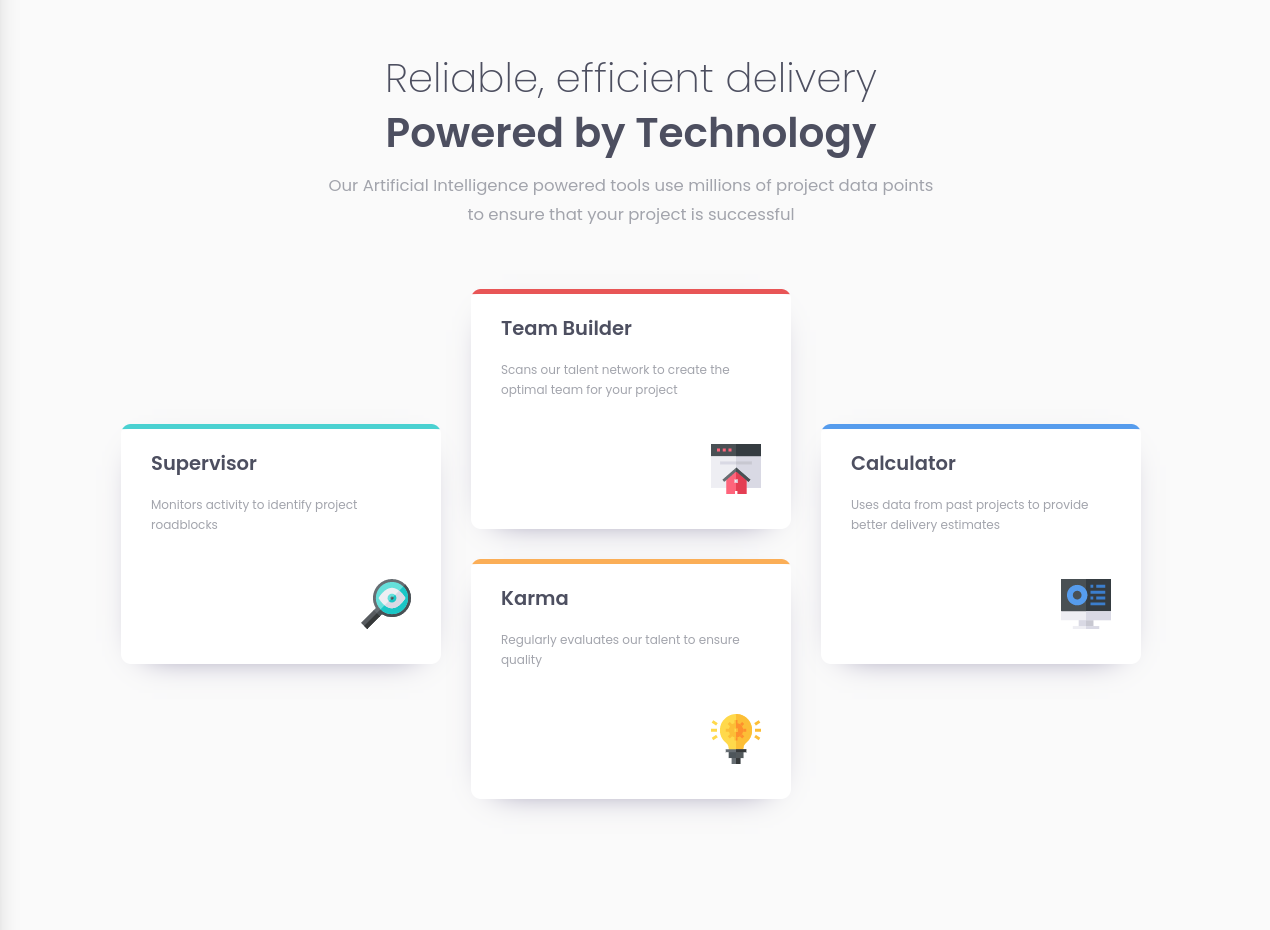 Reliable, efficient delivery
Powered by Technology
Our Artificial Intelligence powered tools use millions of project data points
to ensure that your project is successful
Supervisor
Monitors activity to identify project
roadblocks
Team Builder
Scans our talent network to create the
optimal team for your project
Karma
Regularly evaluates our talent to ensure
quality
Calculator
Uses data from past projects to provide
better delivery estimates